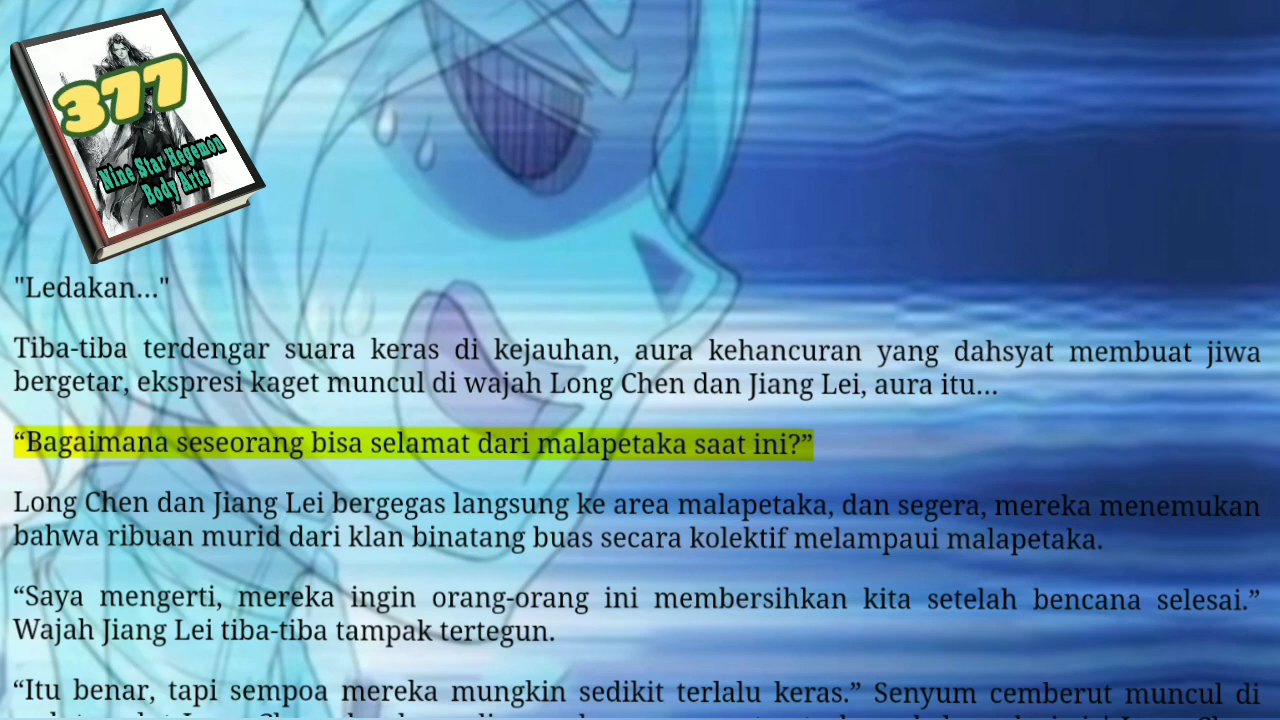 377
Nine Star Hegemon
Body Arts
"Ledakan..."
Tiba-tiba terdengar suara keras di kejauhan, aura kehancuran yang dahsyat membuat jiwa
bergetar, ekspresi kaget muncul di wajah Long Chen dan Jiang Lei, aura itu...
“Bagaimana seseorang bisa selamat dari malapetaka saat ini?”
Long Chen dan Jiang Lei bergegas langsung ke area malapetaka, dan segera, mereka menemukan
bahwa ribuan murid dari klan binatang buas secara kolektif melampaui malapetaka.
“Saya mengerti, mereka ingin orang-orang ini membersihkan kita setelah bencana selesai.”
Wajah Jiang Lei tiba-tiba tampak tertegun.
“Itu benar, tapi sempoa mereka mungkin sedikit terlalu keras.” Senyum cemberut muncul di